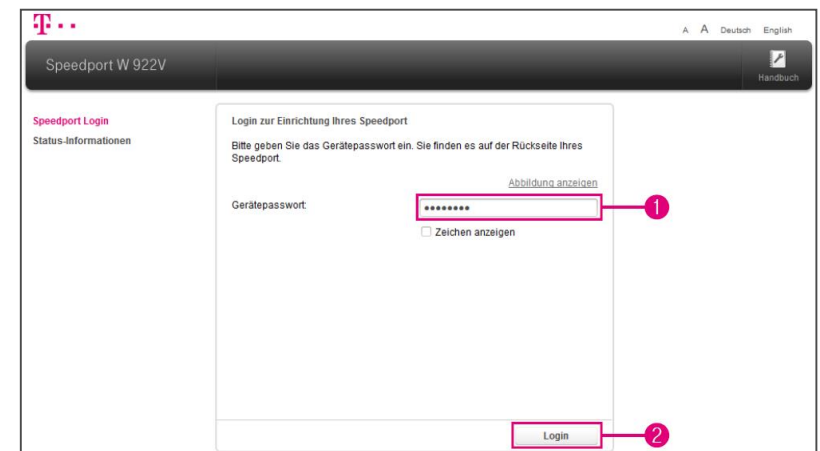 T
A A Deutsch English
Speedport W 922V
Handbuch
Speedport Login
Status-Informationen
Login zur Einrichtung Ihres Speedport
Bitte geben Sie das Gerätepasswort ein. Sie finden es auf der Rückseite Ihres
Speedport.
Abbildung anzeigen
Gerätepasswort:
1
Zeichen anzeigen
Login
2